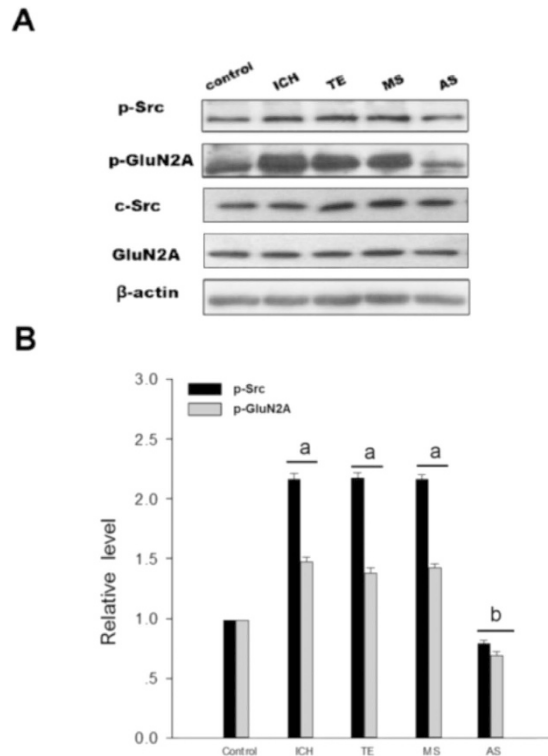 A
control ICH TE MS AS
p-Src
p-GluN2A
c-Src
GluN2A
β-actin
B
3.0
2.5
2.0
1.5
1.0
.5
0.0
Relative level
p-Src
p-GluN2A
a a a b
Control ICH TE MS AS